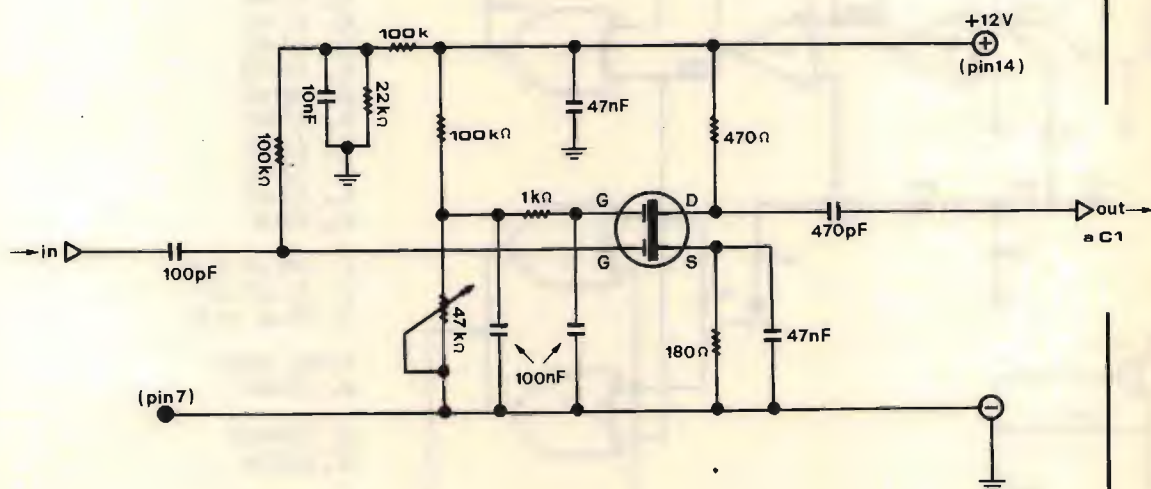 100k
+12V
(pin14)
10nF
22kΩ
47nF
100kΩ
100kΩ
470Ω
1kΩ
G
D
in
100pF
G
S
470pF
out
a C1
47kΩ
100nF
180Ω
47nF
(pin7)